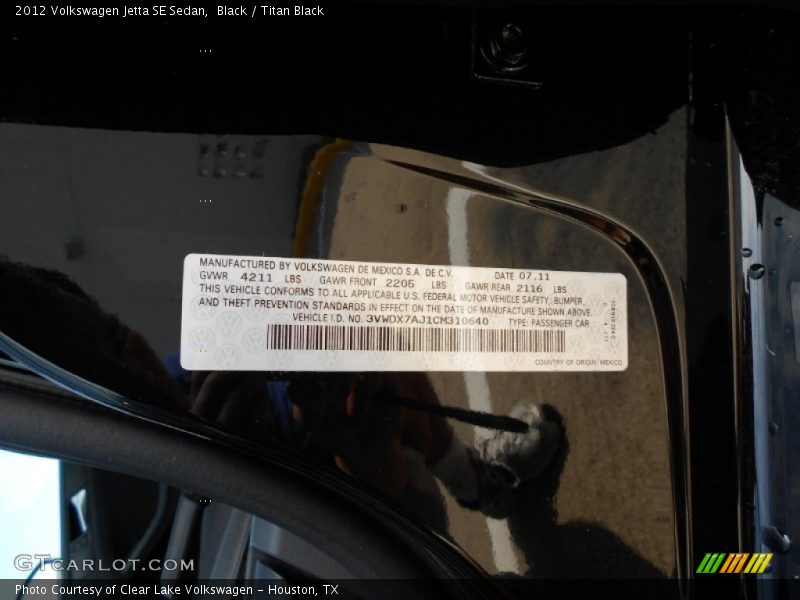 2012 Volkswagen Jetta SE Sedan,  Black / Titan Black
MANUFACTURED BY VOLKSWAGEN DE MEXICO S.A. DE C.V. DATE 07.11
GVWR 4211 LBS GAWR FRONT 2205 LBS GAWR REAR 2116 LBS
THIS VEHICLE CONFORMS TO ALL APPLICABLE U.S. FEDERAL MOTOR VEHICLE SAFETY, BUMPER,
AND THEFT PREVENTION STANDARDS IN EFFECT ON THE DATE OF MANUFACTURE SHOWN ABOVE.
VEHICLE I.D. NO. 3VWDX7AJ1CM310640 TYPE: PASSENGER CAR
COUNTRY OF ORIGIN: MEXICO
GTCARLOT.COM
Photo Courtesy of Clear Lake Volkswagen - Houston, TX